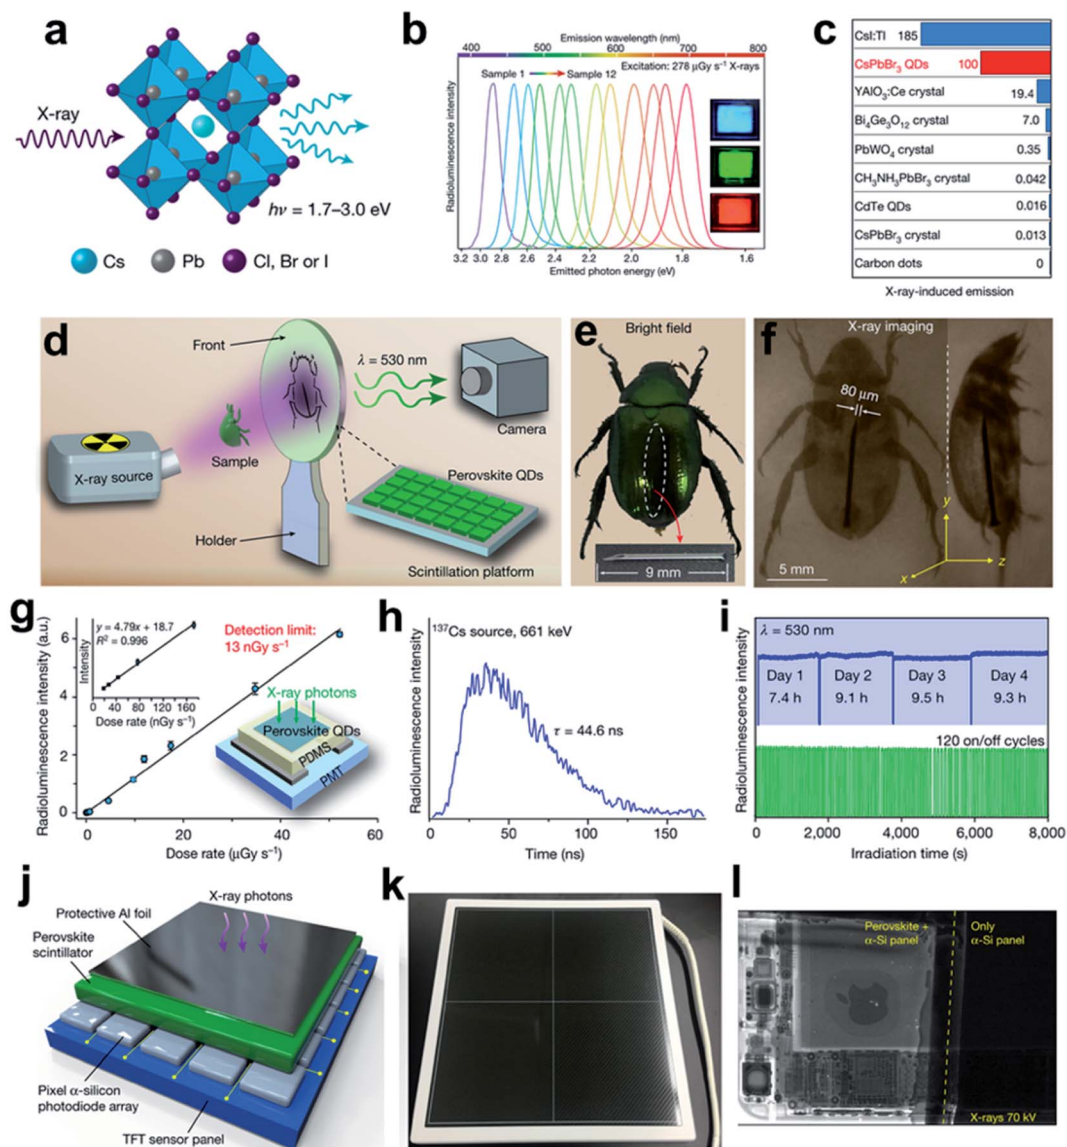 a
X-ray
hν = 1.7–3.0 eV
Cs
Pb
Cl, Br or I
b
Emission wavelength (nm)
400 500 600 700 800
Excitation: 278 μGy s⁻¹ X-rays
Sample 1 Sample 12
Radioluminescence intensity
3.2 3.0 2.8 2.6 2.4 2.2 2.0 1.8 1.6
Emitted photon energy (eV)
c
CsI:Tl 185
CsPbBr₃ QDs 100
YAlO₃:Ce crystal 19.4
Bi₄Ge₃O₁₂ crystal 7.0
PbWO₄ crystal 0.35
CH₃NH₃PbBr₃ crystal 0.042
CdTe QDs 0.016
CsPbBr₃ crystal 0.013
Carbon dots 0
X-ray-induced emission
d
Front
λ = 530 nm
Camera
Sample
X-ray source
Perovskite QDs
Holder
Scintillation platform
e
Bright field
9 mm
f
X-ray imaging
80 μm
5 mm
y
x
z
g
Radioluminescence intensity (a.u.)
6
4
2
0
y = 4.79x + 18.7
R² = 0.996
Intensity
0 40 80 120 160
Dose rate (nGy s⁻¹)
Detection limit:
13 nGy s⁻¹
X-ray photons
Perovskite QDs
PDMS
PMT
0 20 40 60
Dose rate (μGy s⁻¹)
h
¹³⁷Cs source, 661 keV
τ = 44.6 ns
Radioluminescence intensity
0 50 100 150
Time (ns)
i
λ = 530 nm
Day 1 Day 2 Day 3 Day 4
7.4 h 9.1 h 9.5 h 9.3 h
120 on/off cycles
Radioluminescence intensity
0 2,000 4,000 6,000 8,000
Irradiation time (s)
j
X-ray photons
Protective Al foil
Perovskite
scintillator
Pixel α-silicon
photodiode array
TFT sensor panel
k
l
Perovskite +
α-Si panel
Only
α-Si panel
X-rays 70 kV